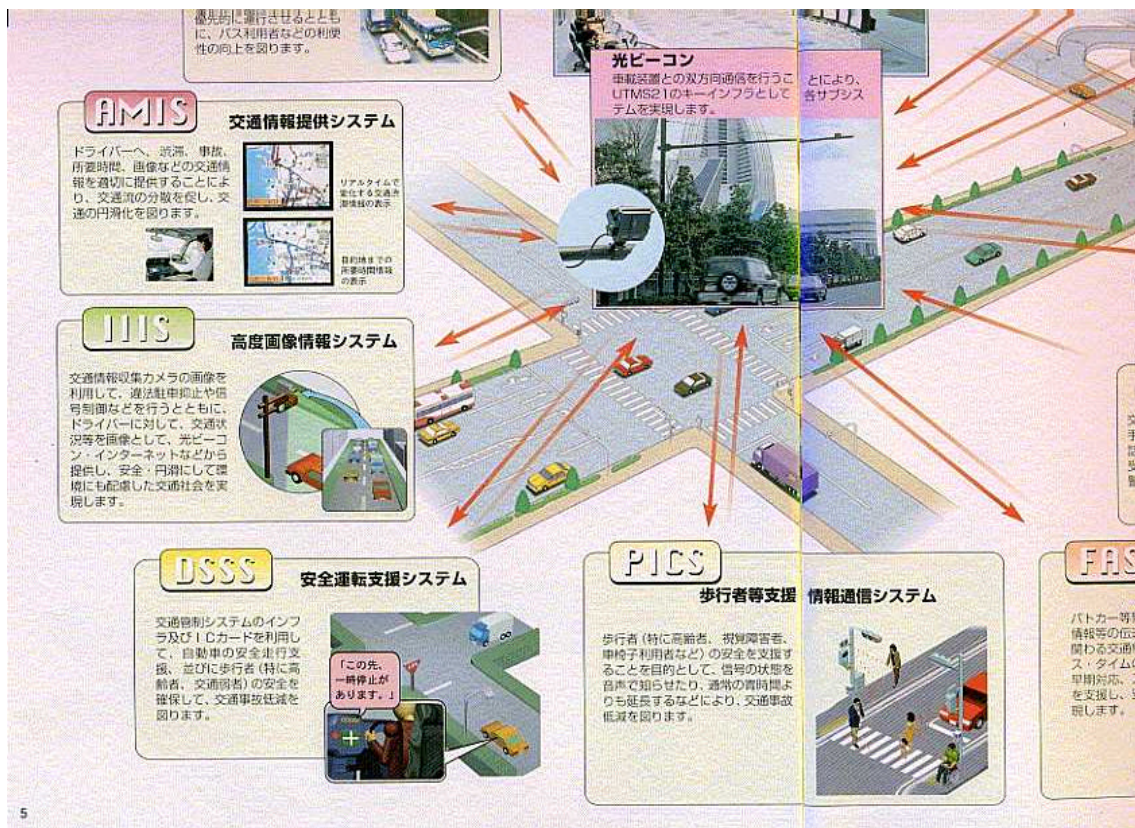 優先的に運行させるととも
に、バス利用者などの利便
性の向上を図ります。
光ビーコン
車載装置との双方向通信を行うことにより、
UTMS21のキーインフラとして各サブシス
テムを実現します。
AMIS
交通情報提供システム
ドライバーへ、渋滞、事故、
所要時間、画像などの交通情
報を適切に提供することによ
り、交通流の分散を促し、交
通の円滑化を図ります。
リアルタイムで
変化する交通渋
滞情報の表示
目的地までの
所要時間情報
の表示
IIIS
高度画像情報システム
交通情報収集カメラの画像を
利用して、違法駐車抑止や信
号制御などを行うとともに、
ドライバーに対して、交通状
況等を画像として、光ビーコ
ン・インターネットなどから
提供し、安全・円滑にして環
境にも配慮した交通社会を実
現します。
DSSS
安全運転支援システム
交通管制システムのインフ
ラ及びICカードを利用し
て、自動車の安全走行支
援、並びに歩行者(特に高
齢者、交通弱者)の安全を
確保して、交通事故低減を
図ります。
「この先、
一時停止が
あります。」
PICS
歩行者等支援情報通信システム
歩行者(特に高齢者、視覚障害者、
車椅子利用者など)の安全を支援す
ることを目的として、信号の状態を
音声で知らせたり、通常の青時間よ
りも延長するなどにより、交通事故
低減を図ります。
FAS
パトカー等
情報等の伝
わる交通
ス・タイムの
早期対応、
を支援し、
現します。
5